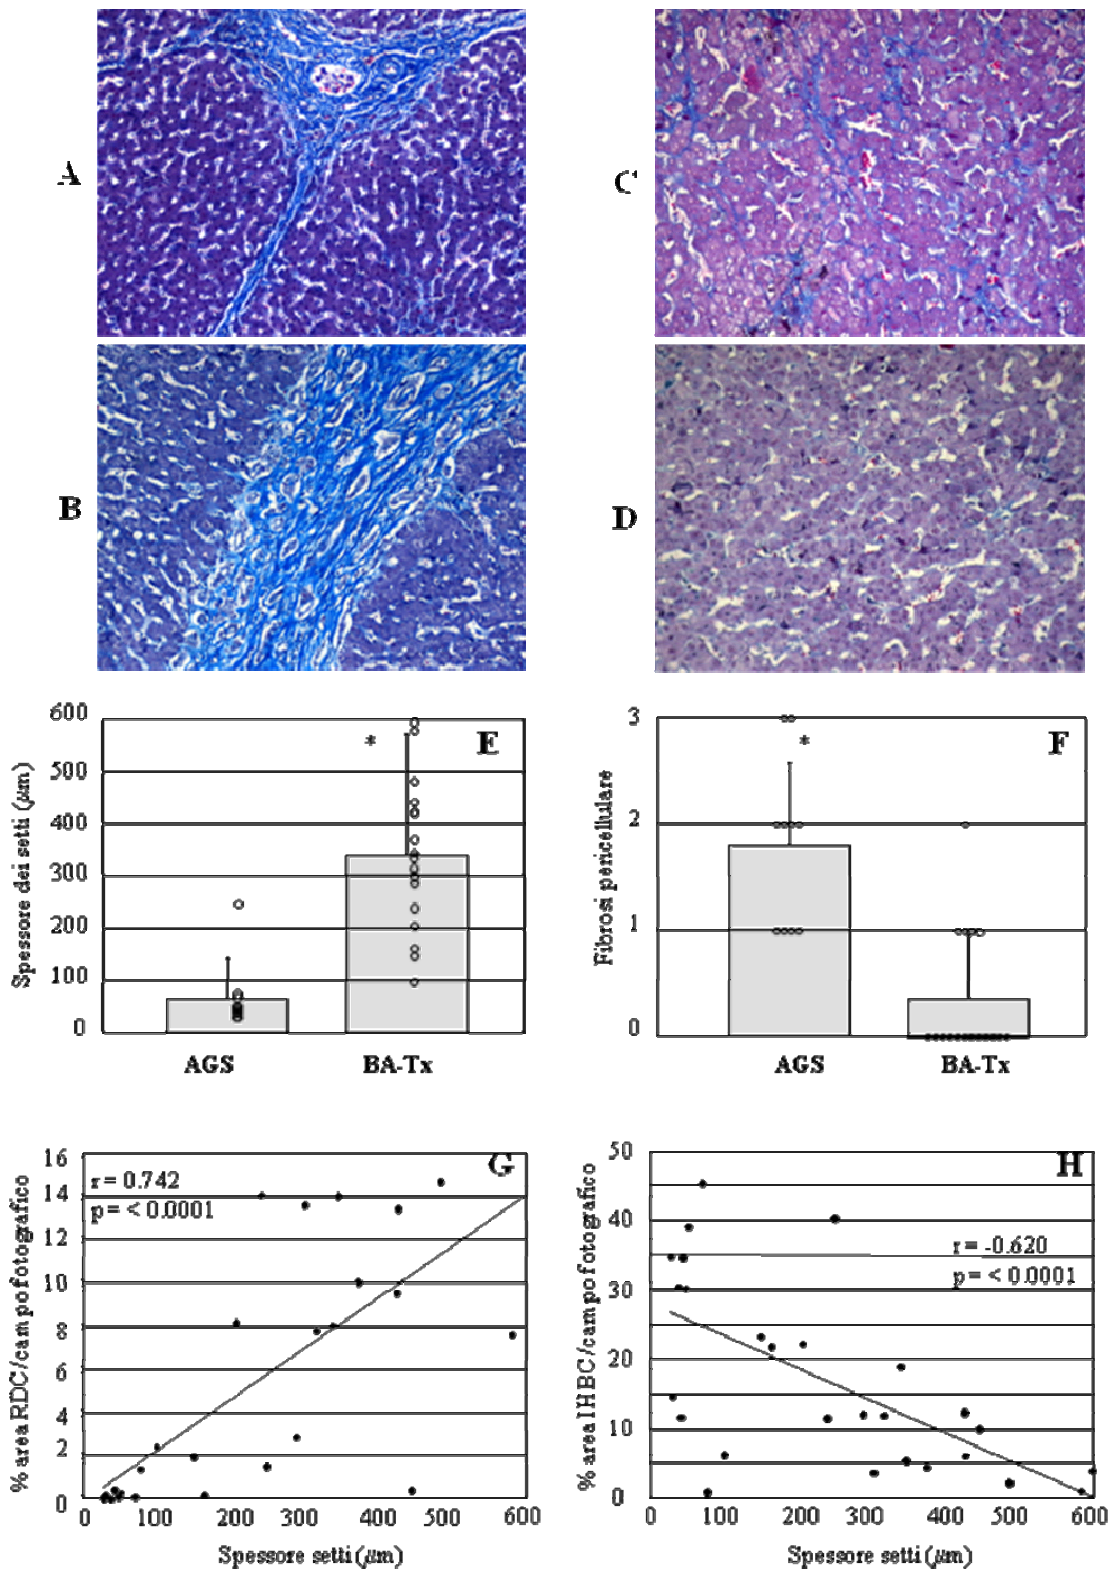 A
C
B
D
600
500
400
300
200
100
0
Spessore dei setti (µm)
*
E
AGS
BA-Tx
3
2
1
0
Fibrosi pericellulare
*
F
AGS
BA-Tx
16
14
12
10
8
6
4
2
0
% area RDC/campo fotografico
r = 0.742
p = < 0.0001
G
0
100
200
300
400
500
600
Spessore setti (µm)
50
40
30
20
10
0
% area IHBC/campo fotografico
H
r = -0.620
p = < 0.0001
0
100
200
300
400
500
600
Spessore setti (µm)